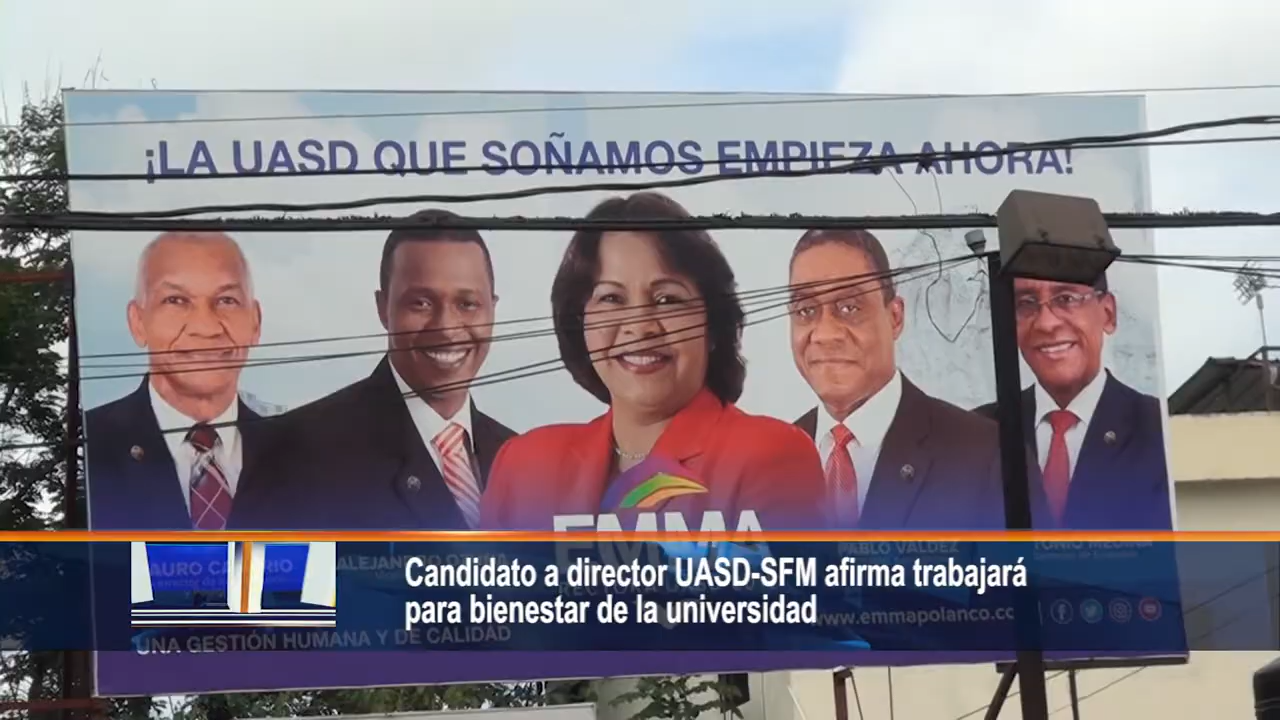 ¡LA UASD QUE SOÑAMOS EMPIEZA AHORA!
EMMA
PABLO VALDEZ
Candidato a director UASD-SFM afirma trabajará
para bienestar de la universidad
www.emmapolanco.co
UNA GESTIÓN HUMANA Y DE CALIDAD